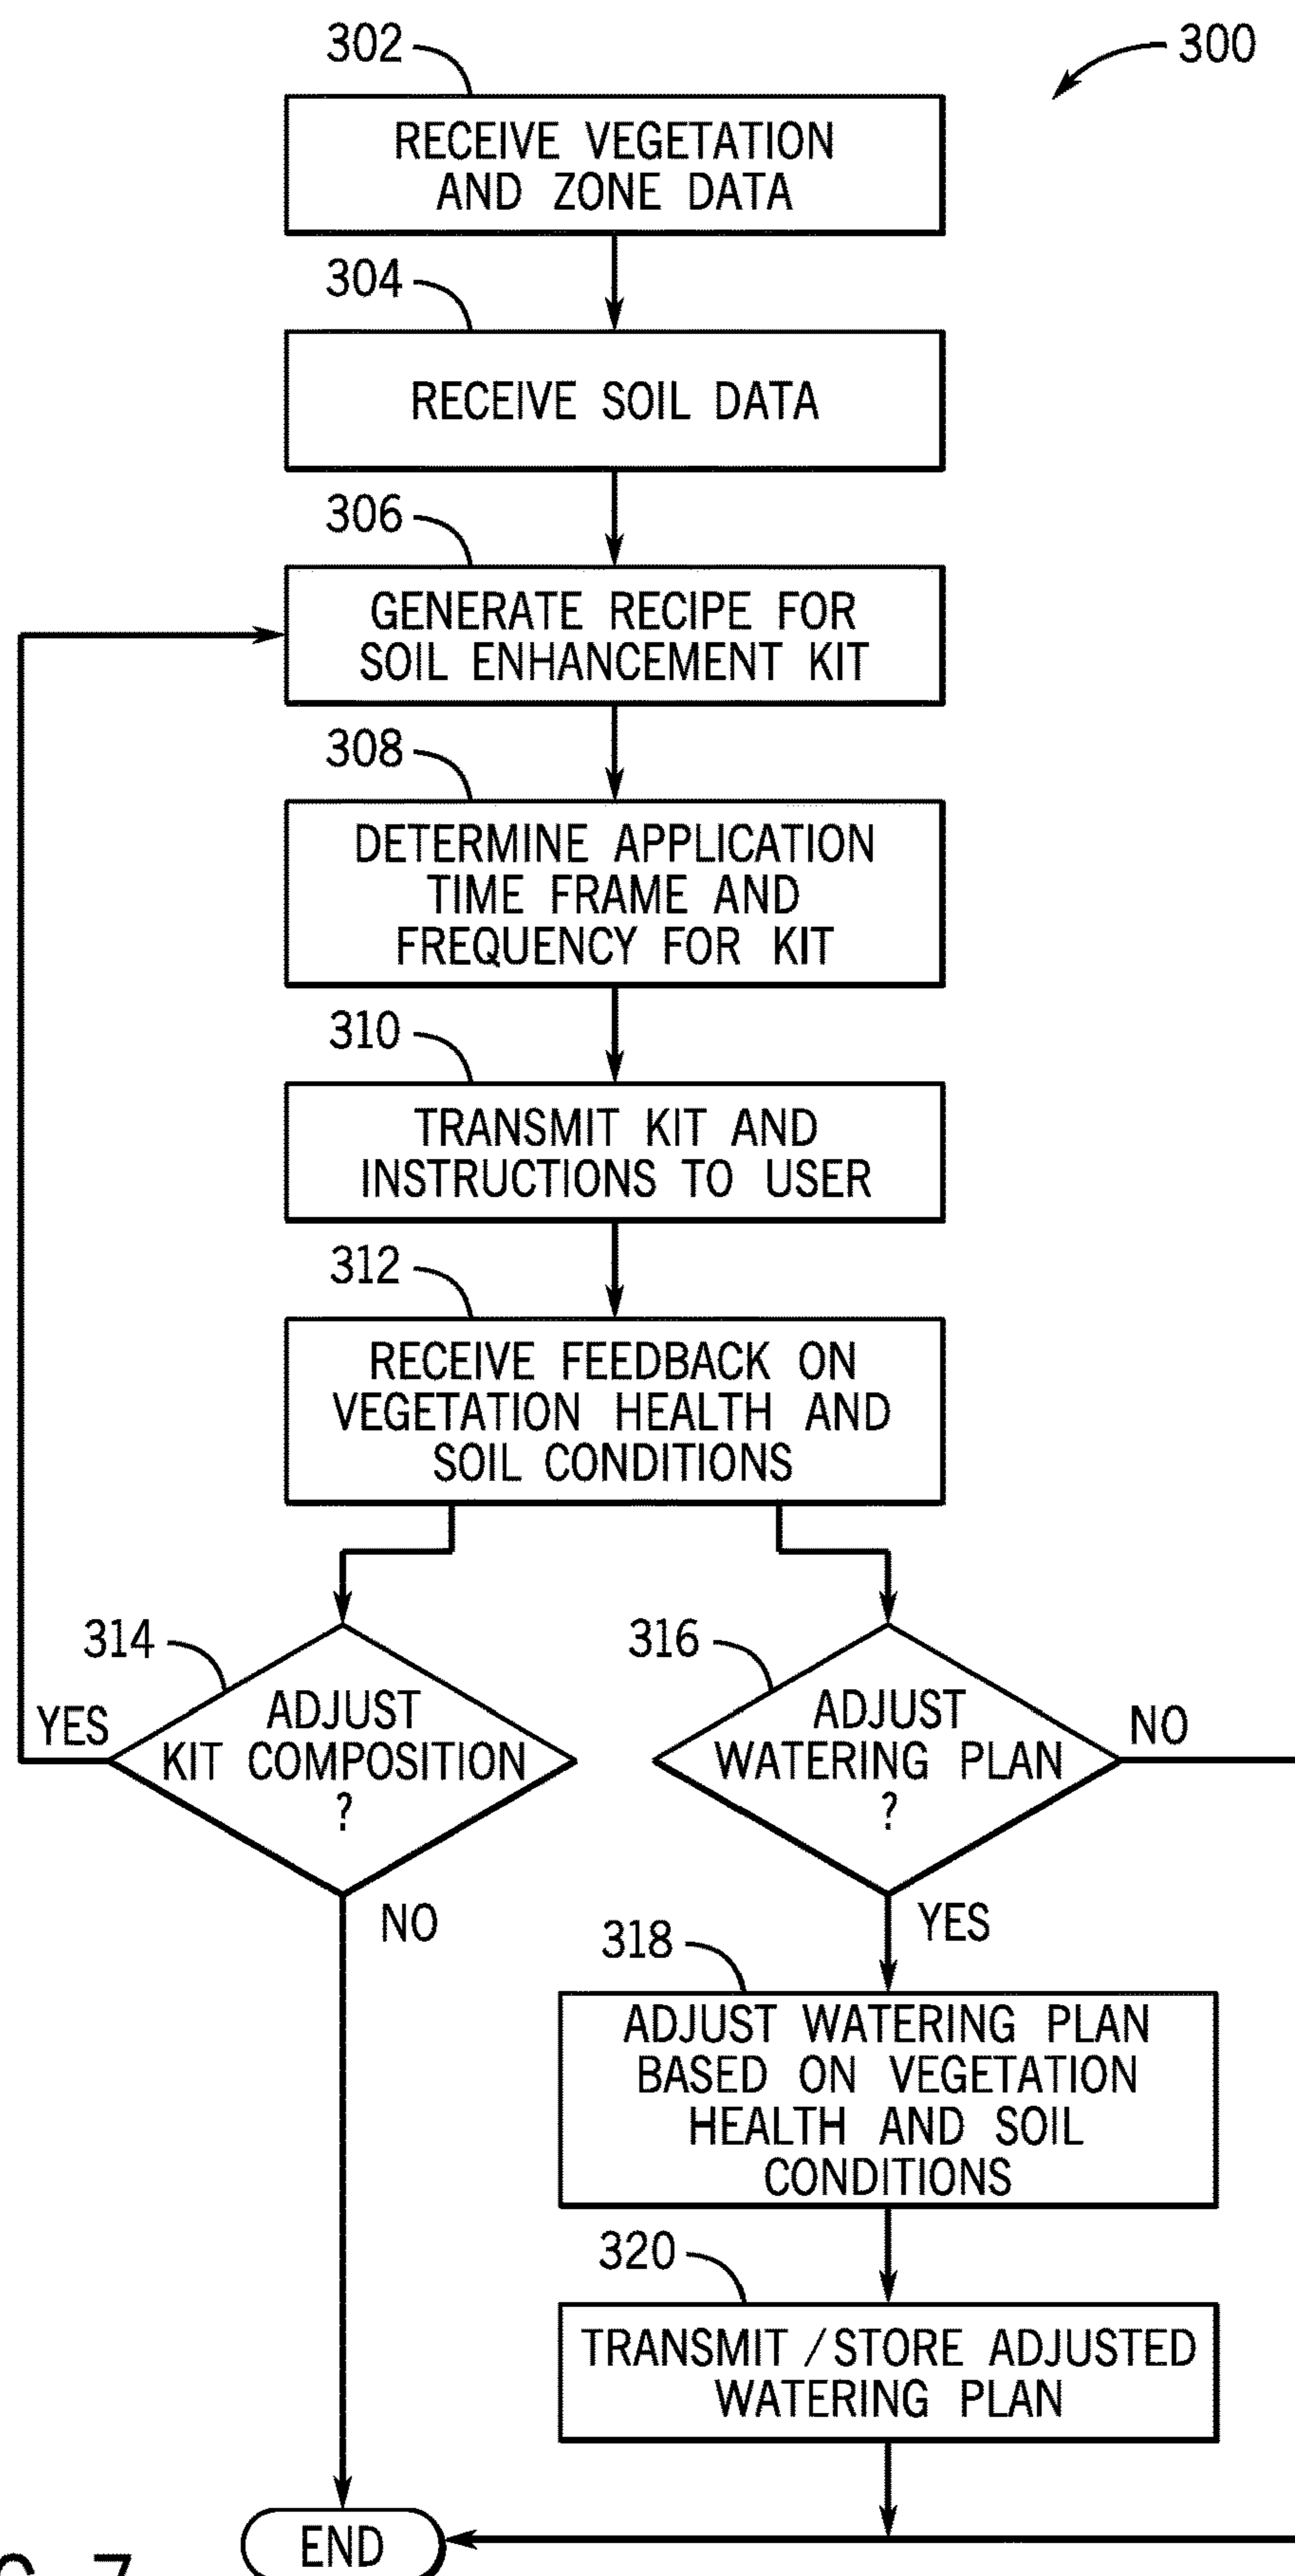 302
300
RECEIVE VEGETATION
AND ZONE DATA
304
RECEIVE SOIL DATA
306
GENERATE RECIPE FOR
SOIL ENHANCEMENT KIT
308
DETERMINE APPLICATION
TIME FRAME AND
FREQUENCY FOR KIT
310
TRANSMIT KIT AND
INSTRUCTIONS TO USER
312
RECEIVE FEEDBACK ON
VEGETATION HEALTH AND
SOIL CONDITIONS
314
YES
ADJUST
KIT COMPOSITION
?
NO
316
ADJUST
WATERING PLAN
?
NO
YES
318
ADJUST WATERING PLAN
BASED ON VEGETATION
HEALTH AND SOIL
CONDITIONS
320
TRANSMIT / STORE ADJUSTED
WATERING PLAN
END